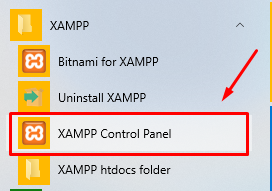 XAMPP
Bitnami for XAMPP
Uninstall XAMPP
XAMPP Control Panel
XAMPP htdocs folder